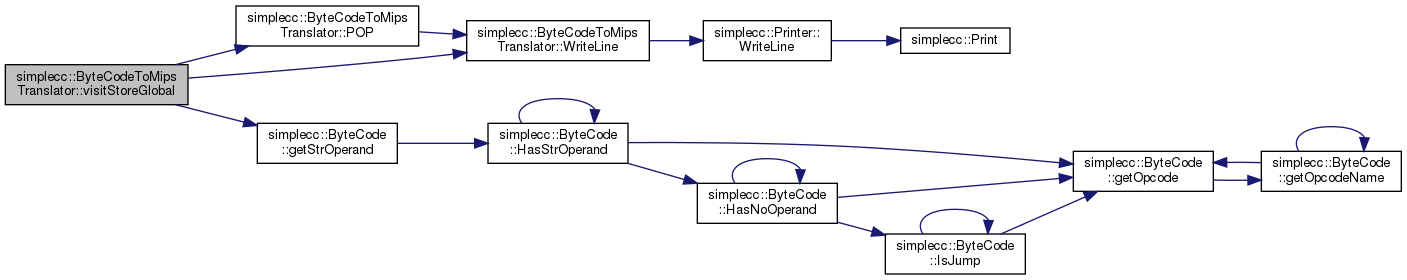 simplecc::ByteCodeToMips
Translator::visitStoreGlobal
simplecc::ByteCodeToMips
Translator::POP
simplecc::ByteCodeToMips
Translator::WriteLine
simplecc::Printer::
WriteLine
simplecc::Print
simplecc::ByteCode
::getStrOperand
simplecc::ByteCode
::HasStrOperand
simplecc::ByteCode
::HasNoOperand
simplecc::ByteCode
::IsJump
simplecc::ByteCode
::getOpcode
simplecc::ByteCode
::getOpcodeName